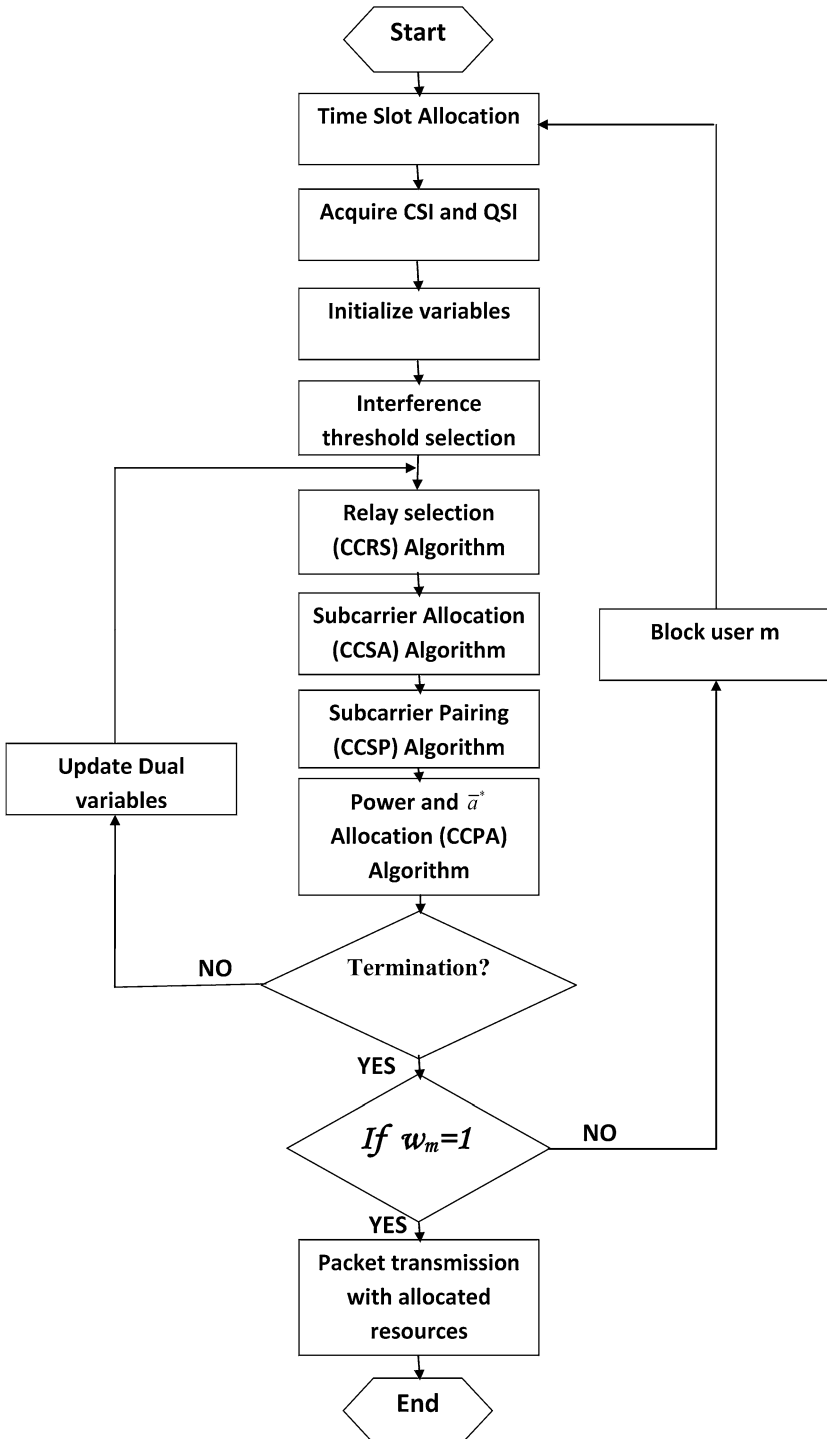 Start
Time Slot Allocation
Acquire CSI and QSI
Initialize variables
Interference
threshold selection
Relay selection
(CCRS) Algorithm
Subcarrier Allocation
(CCSA) Algorithm
Block user m
Subcarrier Pairing
(CCSP) Algorithm
Update Dual
variables
Power and a̅*
Allocation (CCPA)
Algorithm
NO
Termination?
YES
If wₘ=1
NO
YES
Packet transmission
with allocated
resources
End